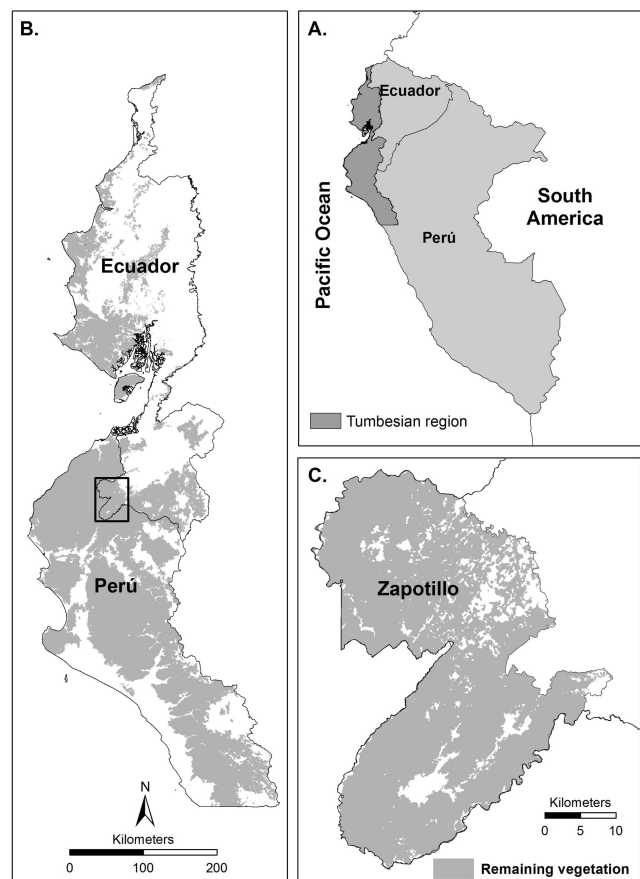 B.
Ecuador
Perú
N
Kilometers
0 100 200
A.
Ecuador
Pacific Ocean
South
America
Perú
Tumbesian region
C.
Zapotillo
Kilometers
0 5 10
Remaining vegetation